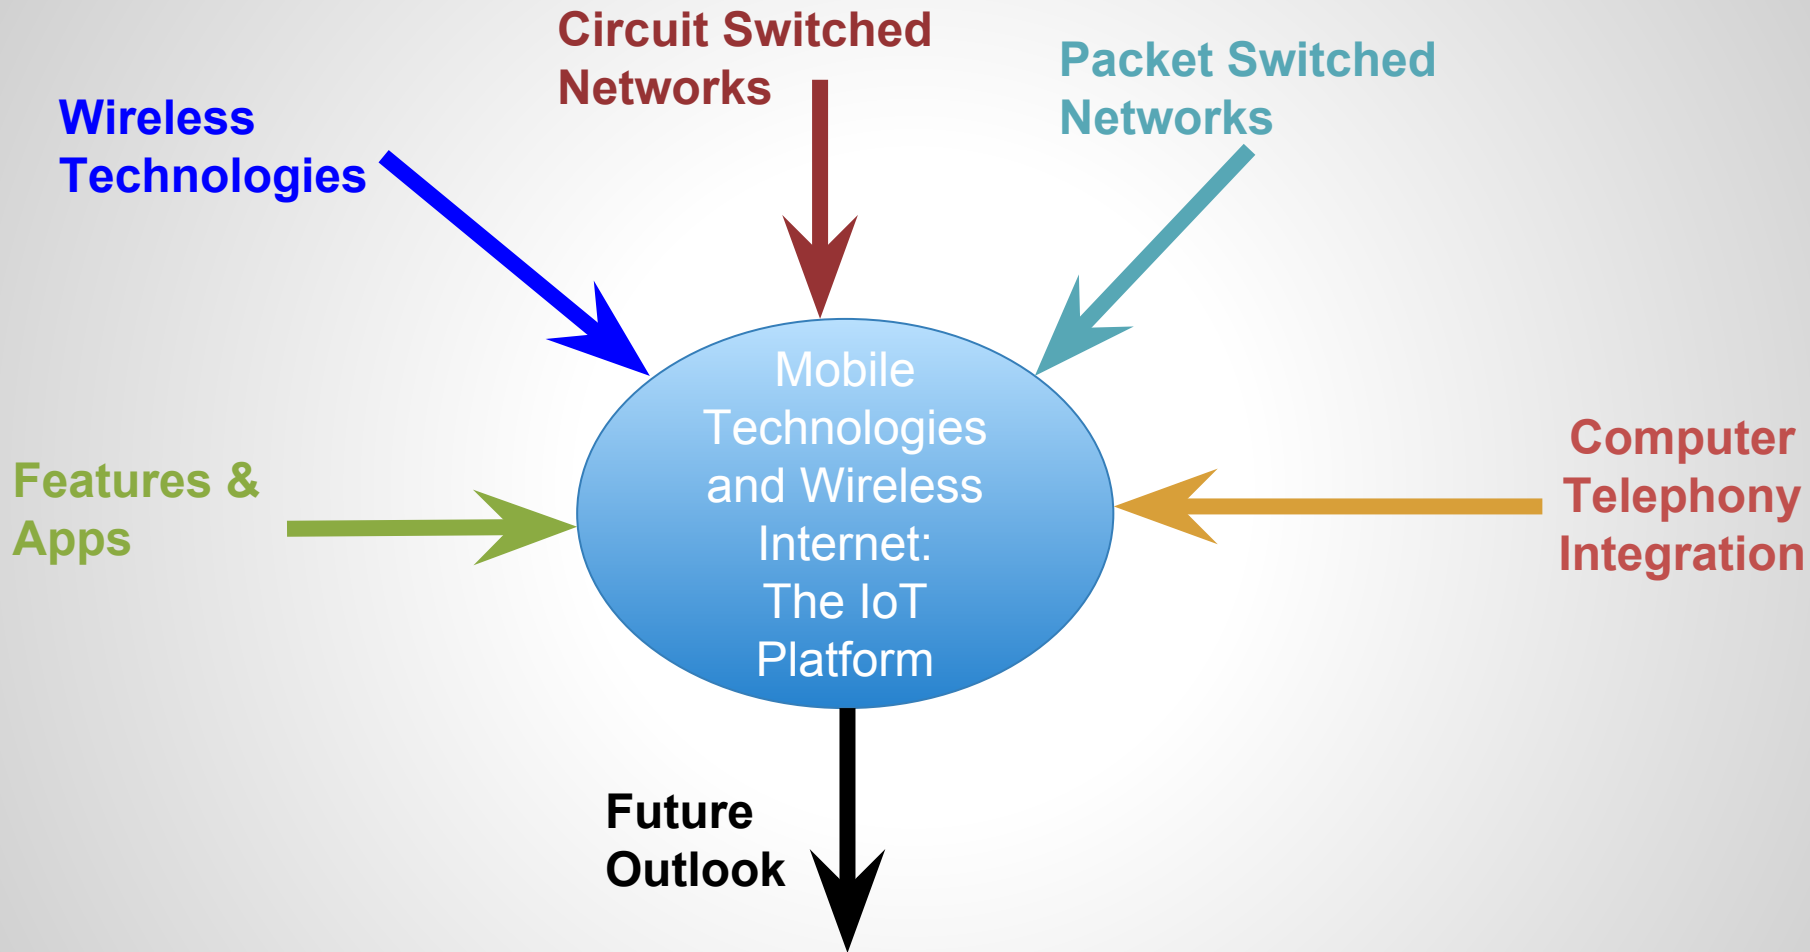 Circuit Switched
Networks
Packet Switched
Networks
Wireless
Technologies
Mobile
Technologies
and Wireless
Internet:
The IoT
Platform
Features &
Apps
Computer
Telephony
Integration
Future
Outlook